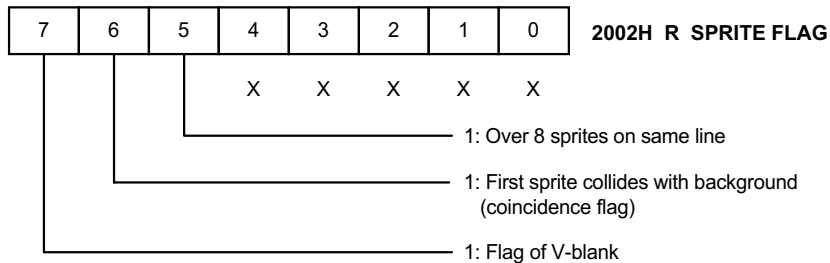 7 6 5 4 3 2 1 0 2002H R SPRITE FLAG
X X X X X
1: Over 8 sprites on same line
1: First sprite collides with background
(coincidence flag)
1: Flag of V-blank